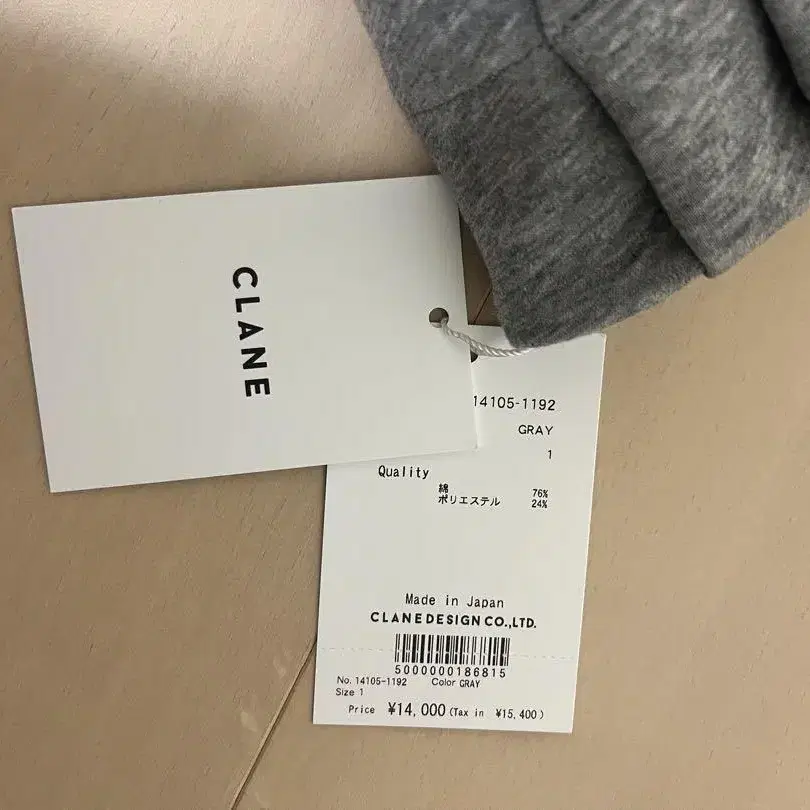 CLANE
14105-1192
GRAY
1
Quality
綿 76%
ポリエステル 24%
Made in Japan
CLANE DESIGN CO.,LTD.
5000000186815
No. 14105-1192 Color GRAY
Size 1
Price ¥14,000 (Tax in ¥15,400)